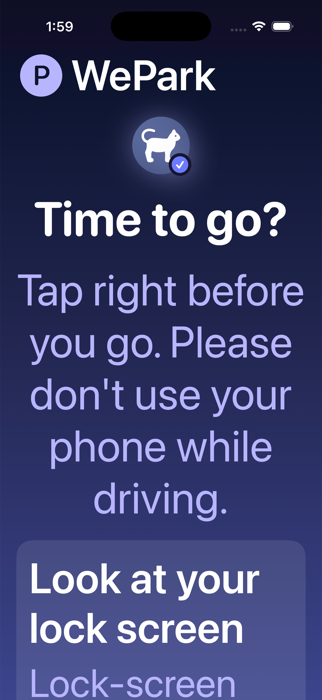 1:59
P WePark
Time to go?
Tap right before
you go. Please
don't use your
phone while
driving.
Look at your
lock screen
Lock-screen